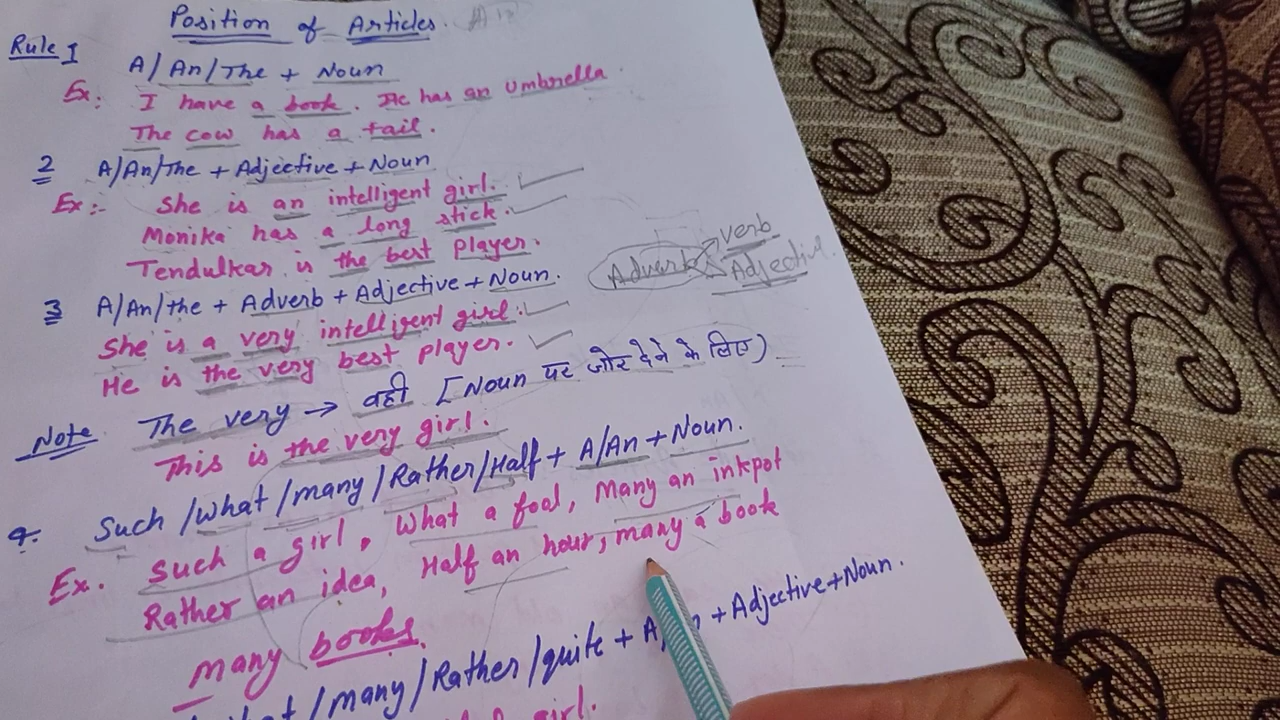 Position of Articles.
Rule 1
A/An/The + Noun
Ex: I have a book. He has an umbrella.
The cow has a tail.
2 A/An/The + Adjective + Noun
Ex:- She is an intelligent girl.
Monika has a long stick.
Tendulkar is the best player.
Adverb verb
Adjective
3 A/An/the + Adverb + Adjective + Noun.
She is a very intelligent girl.
He is the very best player.
Note The very → वही [Noun पर जोर देने के लिए)
This is the very girl.
4. Such/What/many/Rather/Half + A/An + Noun.
Ex. Such a girl, What a foal, Many an inkpot
Rather an idea, Half an hour, many a book
many books.
/many/Rather/quite + A/ + Adjective + Noun.
girl.